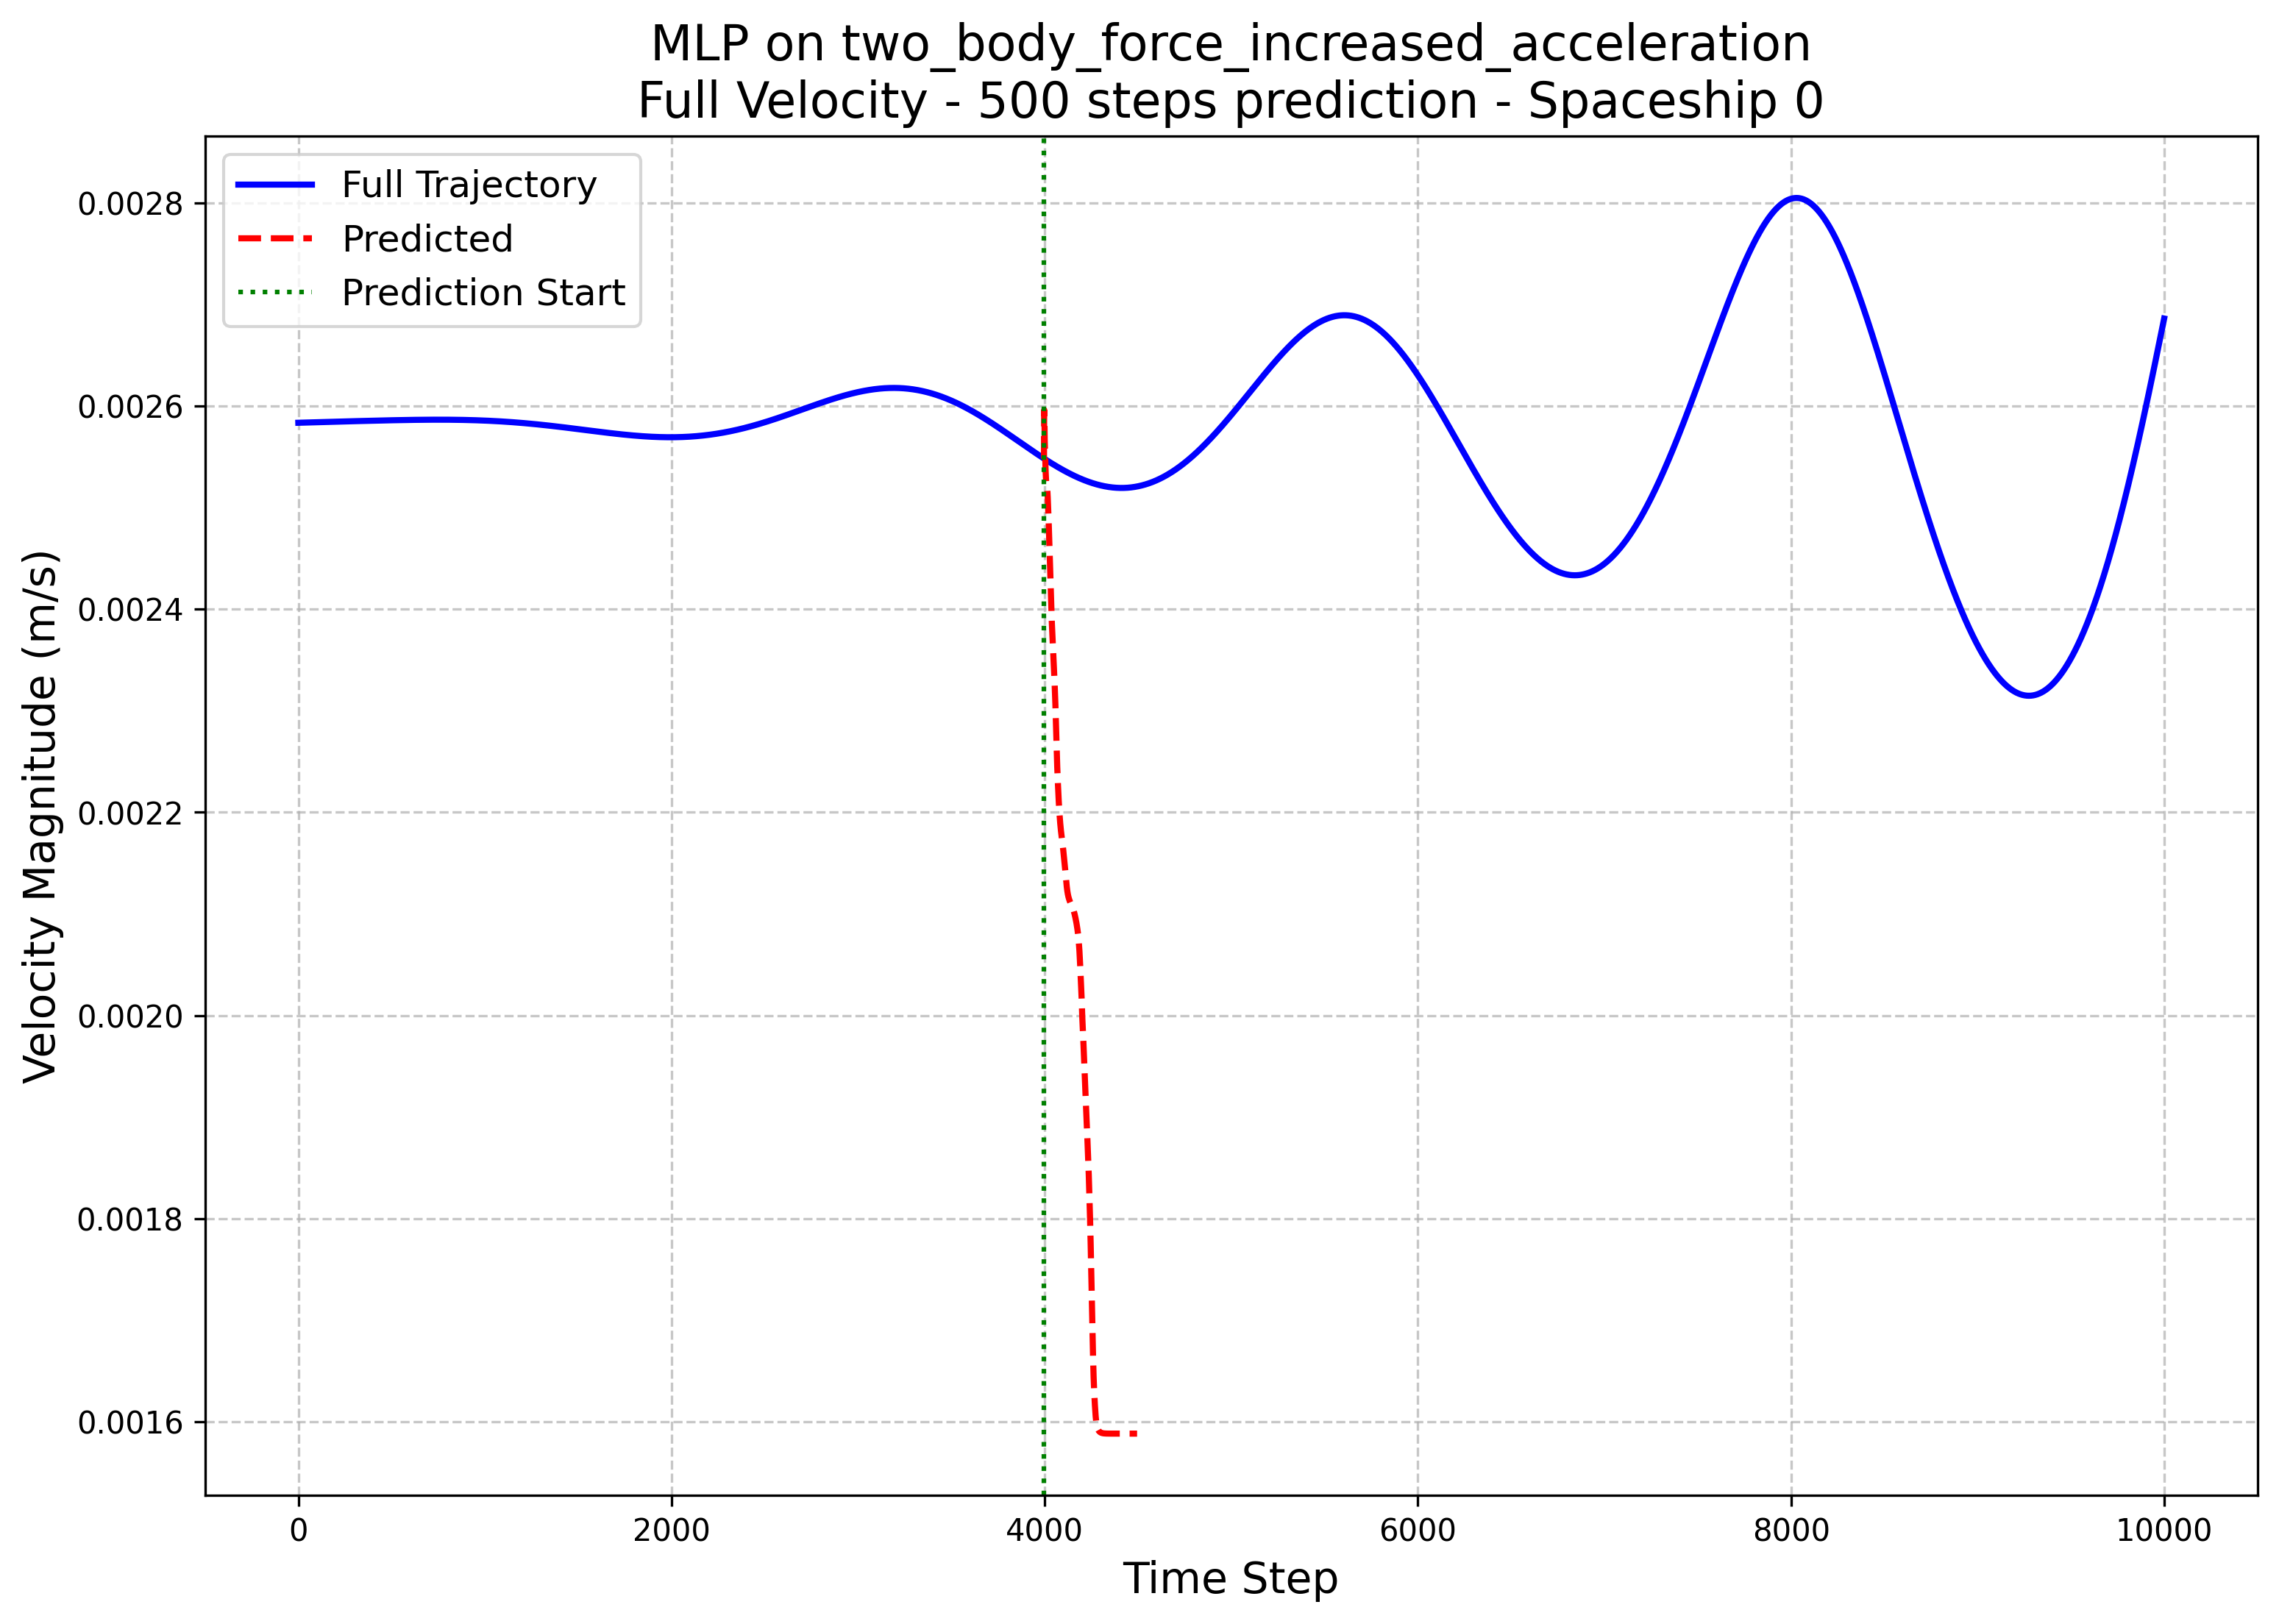 MLP on two_body_force_increased_acceleration
Full Velocity - 500 steps prediction - Spaceship 0
Full Trajectory
Predicted
Prediction Start
Velocity Magnitude (m/s)
0.0028
0.0026
0.0024
0.0022
0.0020
0.0018
0.0016
0
2000
4000
6000
8000
10000
Time Step